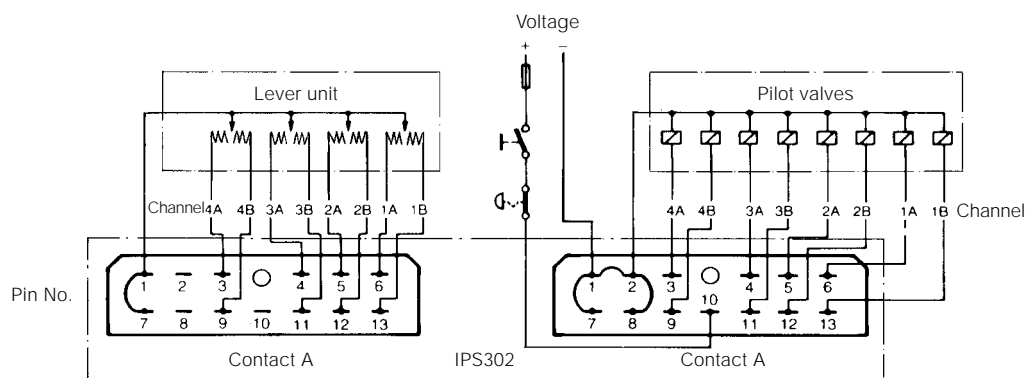 Voltage
+ –
Lever unit
Pilot valves
Channel 4A 4B 3A 3B 2A 2B 1A 1B
4A 4B 3A 3B 2A 2B 1A 1B Channel
Pin No.
1 2 3 4 5 6
7 8 9 10 11 12 13
1 2 3 4 5 6
10
7 8 9 11 12 13
Contact A
IPS302
Contact A